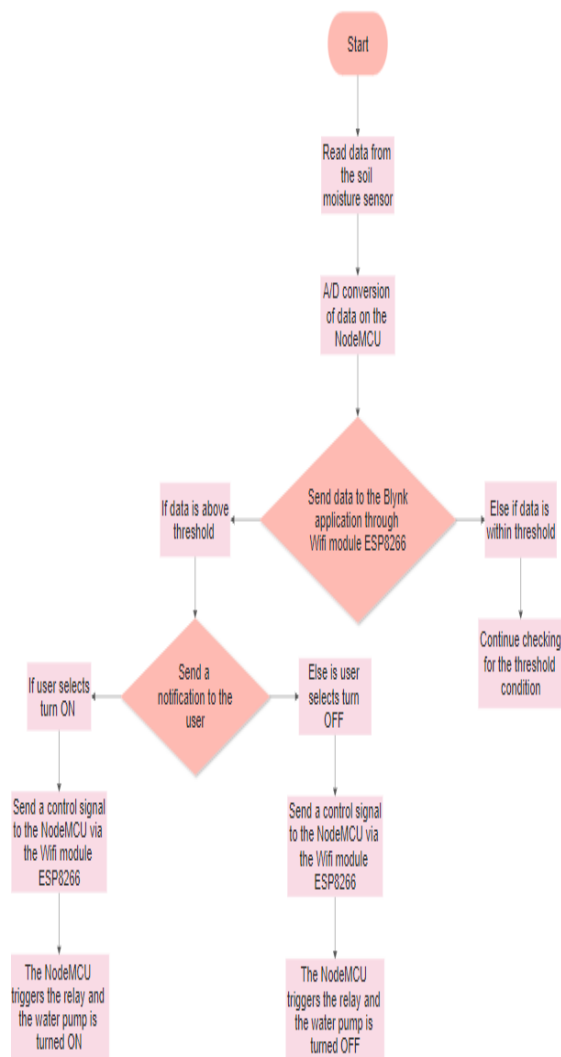 Start
Read data from
the soil
moisture sensor
A/D conversion
of data on the
NodeMCU
Send data to the Blynk
application through
Wifi module ESP8266
If data is above
threshold
Else if data is
within threshold
Continue checking
for the threshold
condition
Send a
notification to the
user
If user selects
turn ON
Else is user
selects turn
OFF
Send a control signal
to the NodeMCU via
the Wifi module
ESP8266
Send a control signal
to the NodeMCU via
the Wifi module
ESP8266
The NodeMCU
triggers the relay and
the water pump is
turned ON
The NodeMCU
triggers the relay and
the water pump is
turned OFF